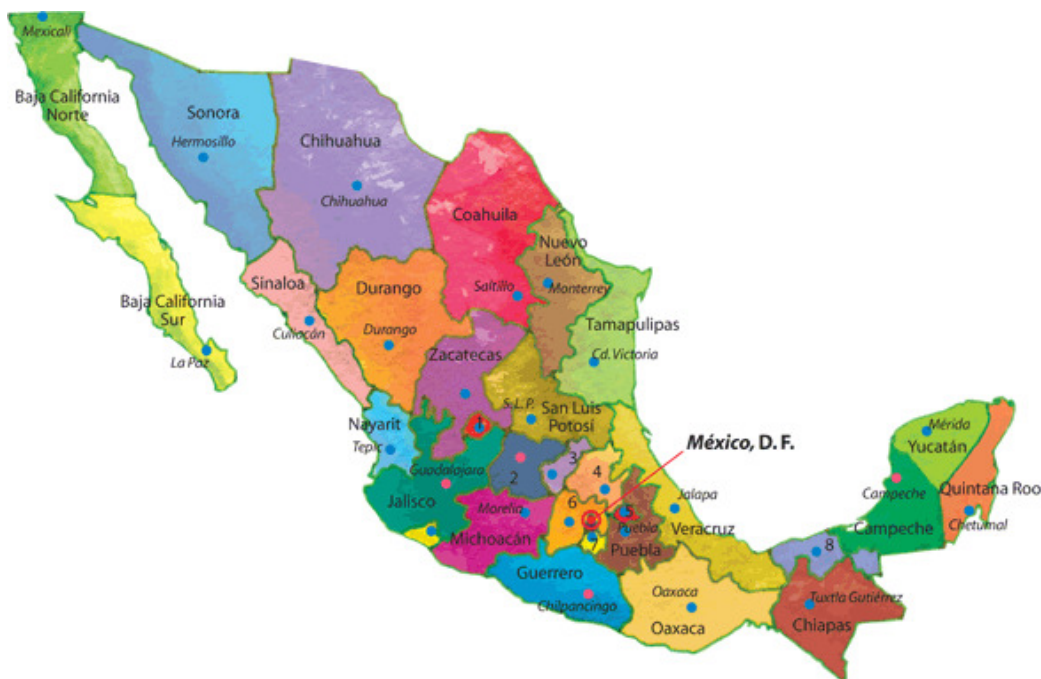 Mexicali
Baja California
Norte
Sonora
Hermosillo
Chihuahua
Chihuahua
Coahuila
Saltillo
Nuevo
León
Monterrey
Sinaloa
Culiacán
Durango
Durango
Baja California
Sur
La Paz
Tamapulipas
Cd. Victoria
Zacatecas
S.L.P.
San Luis
Potosí
Nayarit
Tepic
1
2
3
4
México, D. F.
Guadalajara
Jalisco
Morelia
Michoacán
6
5
7
Puebla
Puebla
Jalapa
Veracruz
Mérida
Yucatán
Quintana Roo
Campeche
Campeche
Chetumal
8
Guerrero
Chilpancingo
Oaxaca
Oaxaca
Tuxtla Gutiérrez
Chiapas